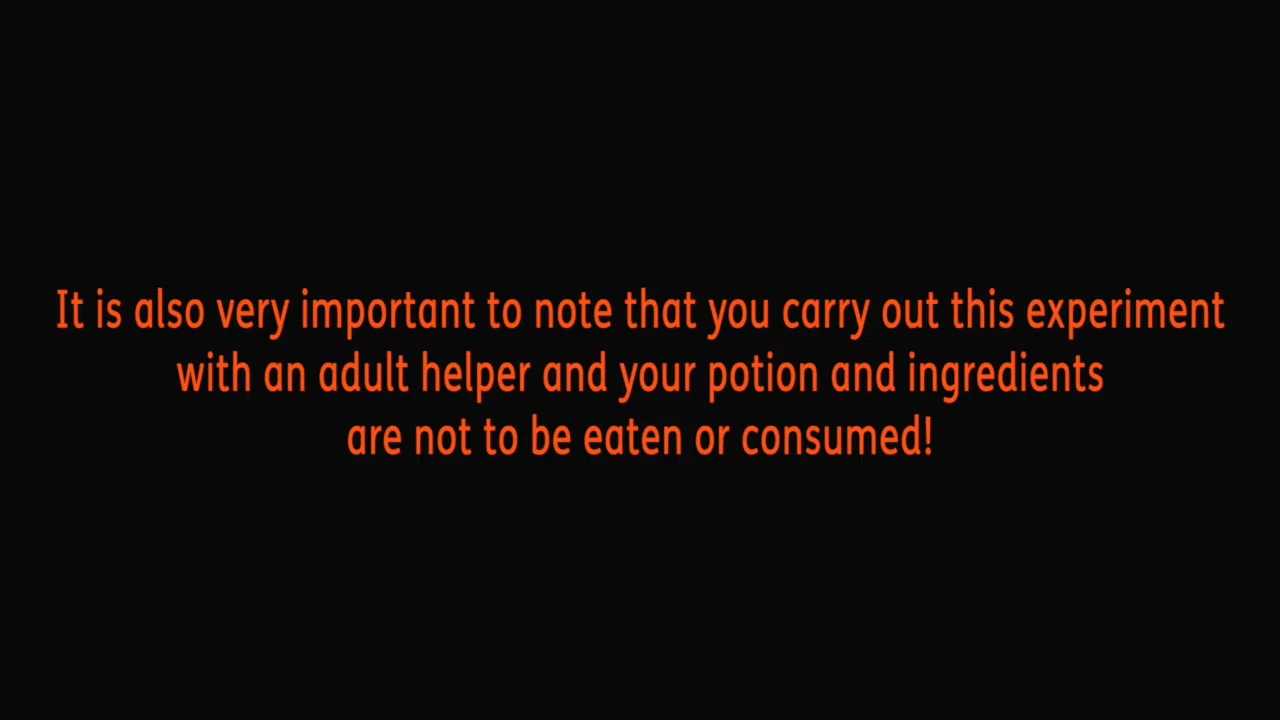 It is also very important to note that you carry out this experiment
with an adult helper and your potion and ingredients
are not to be eaten or consumed!